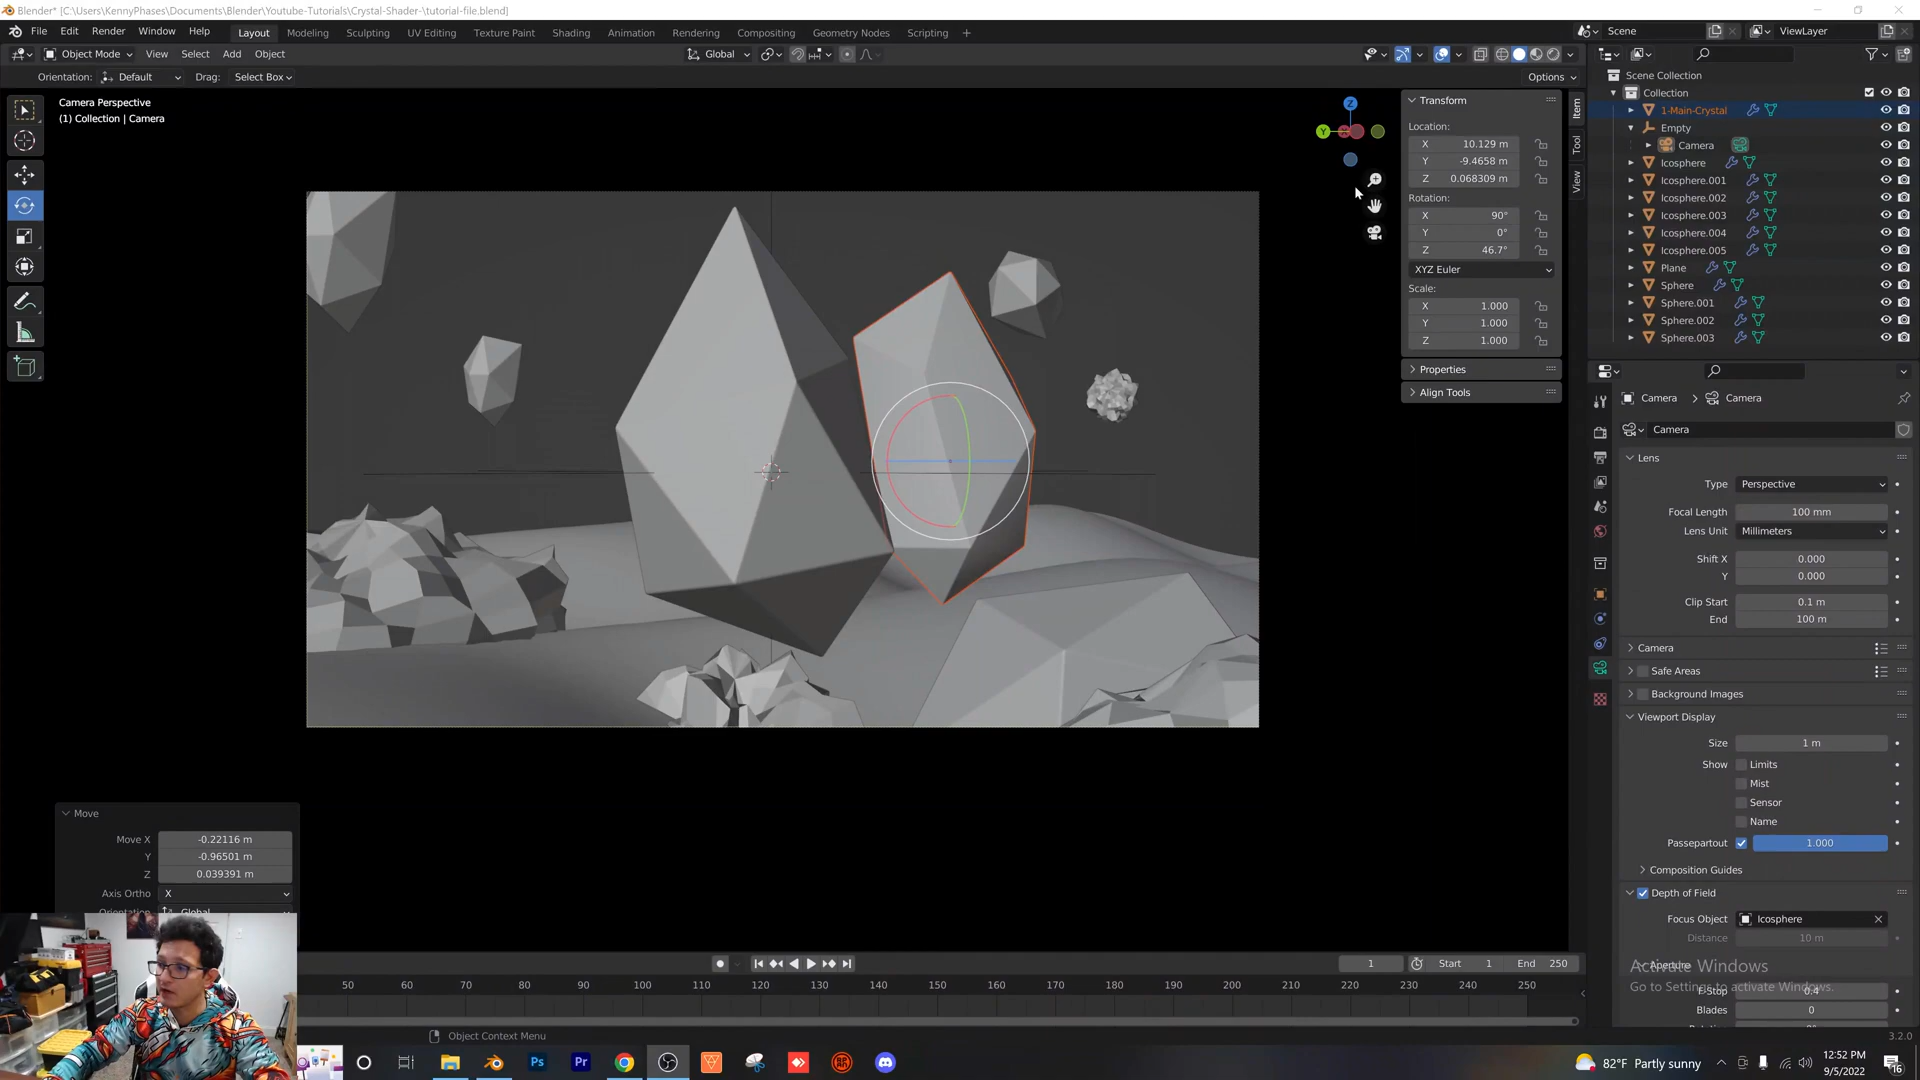 Blender* [C:\Users\KennyPhases\Documents\Blender\Youtube-Tutorials\Crystal-Shader-\tutorial-file.blend]
File Edit Render Window Help Layout Modeling Sculpting UV Editing Texture Paint Shading Animation Rendering Compositing Geometry Nodes Scripting + Scene ViewLayer
Object Mode View Select Add Object Global
Orientation: Default Drag: Select Box Options
Camera Perspective
(1) Collection | Camera
Z
Y
Transform
Location:
X 10.129 m
Y -9.4658 m
Z 0.068309 m
Rotation:
X 90°
Y 0°
Z 46.7°
XYZ Euler
Scale:
X 1.000
Y 1.000
Z 1.000
Properties
Align Tools
Item
Tool
View
Scene Collection
Collection
1-Main-Crystal
Empty
Camera
Icosphere
Icosphere.001
Icosphere.002
Icosphere.003
Icosphere.004
Icosphere.005
Plane
Sphere
Sphere.001
Sphere.002
Sphere.003
Camera Camera
Camera
Lens
Type Perspective
Focal Length 100 mm
Lens Unit Millimeters
Shift X 0.000
Y 0.000
Clip Start 0.1 m
End 100 m
Camera
Safe Areas
Background Images
Viewport Display
Size 1 m
Show Limits
Mist
Sensor
Name
Passepartout 1.000
Composition Guides
Depth of Field
Focus Object Icosphere
Distance 10 m
Aperture
Activate Windows
Go to Settings to activate Windows.
F-Stop 0.4
Blades 0
Move
Move X -0.22116 m
Y -0.96501 m
Z 0.039391 m
Axis Ortho X
Orientation Global
1 Start 1 End 250
50 60 70 80 90 100 110 120 130 140 150 160 170 180 190 200 210 220 230 240 250
Object Context Menu
3.2.0
Ps Pr
82°F Partly sunny
12:52 PM
9/5/2022
16